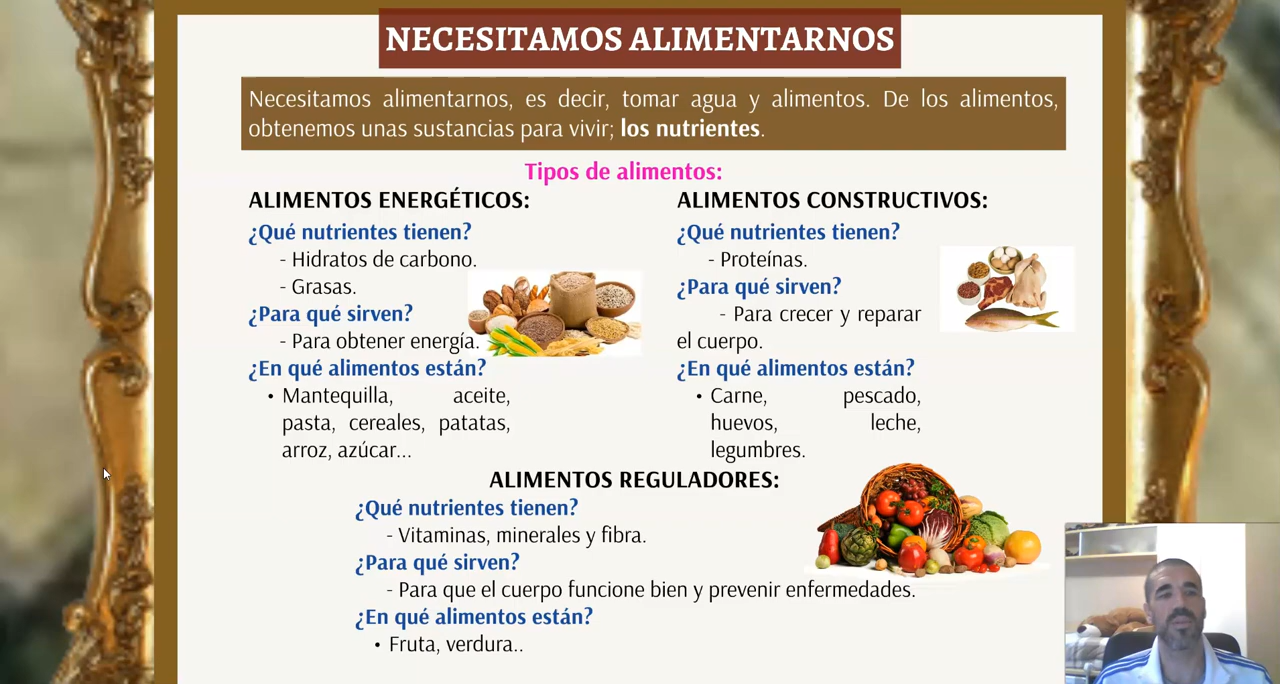 NECESITAMOS ALIMENTARNOS
Necesitamos alimentarnos, es decir, tomar agua y alimentos. De los alimentos,
obtenemos unas sustancias para vivir; los nutrientes.
Tipos de alimentos:
ALIMENTOS ENERGÉTICOS:
¿Qué nutrientes tienen?
- Hidratos de carbono.
- Grasas.
¿Para qué sirven?
- Para obtener energía.
¿En qué alimentos están?
• Mantequilla, aceite,
pasta, cereales, patatas,
arroz, azúcar...
ALIMENTOS CONSTRUCTIVOS:
¿Qué nutrientes tienen?
- Proteínas.
¿Para qué sirven?
- Para crecer y reparar
el cuerpo.
¿En qué alimentos están?
• Carne, pescado,
huevos, leche,
legumbres.
ALIMENTOS REGULADORES:
¿Qué nutrientes tienen?
- Vitaminas, minerales y fibra.
¿Para qué sirven?
- Para que el cuerpo funcione bien y prevenir enfermedades.
¿En qué alimentos están?
• Fruta, verdura..